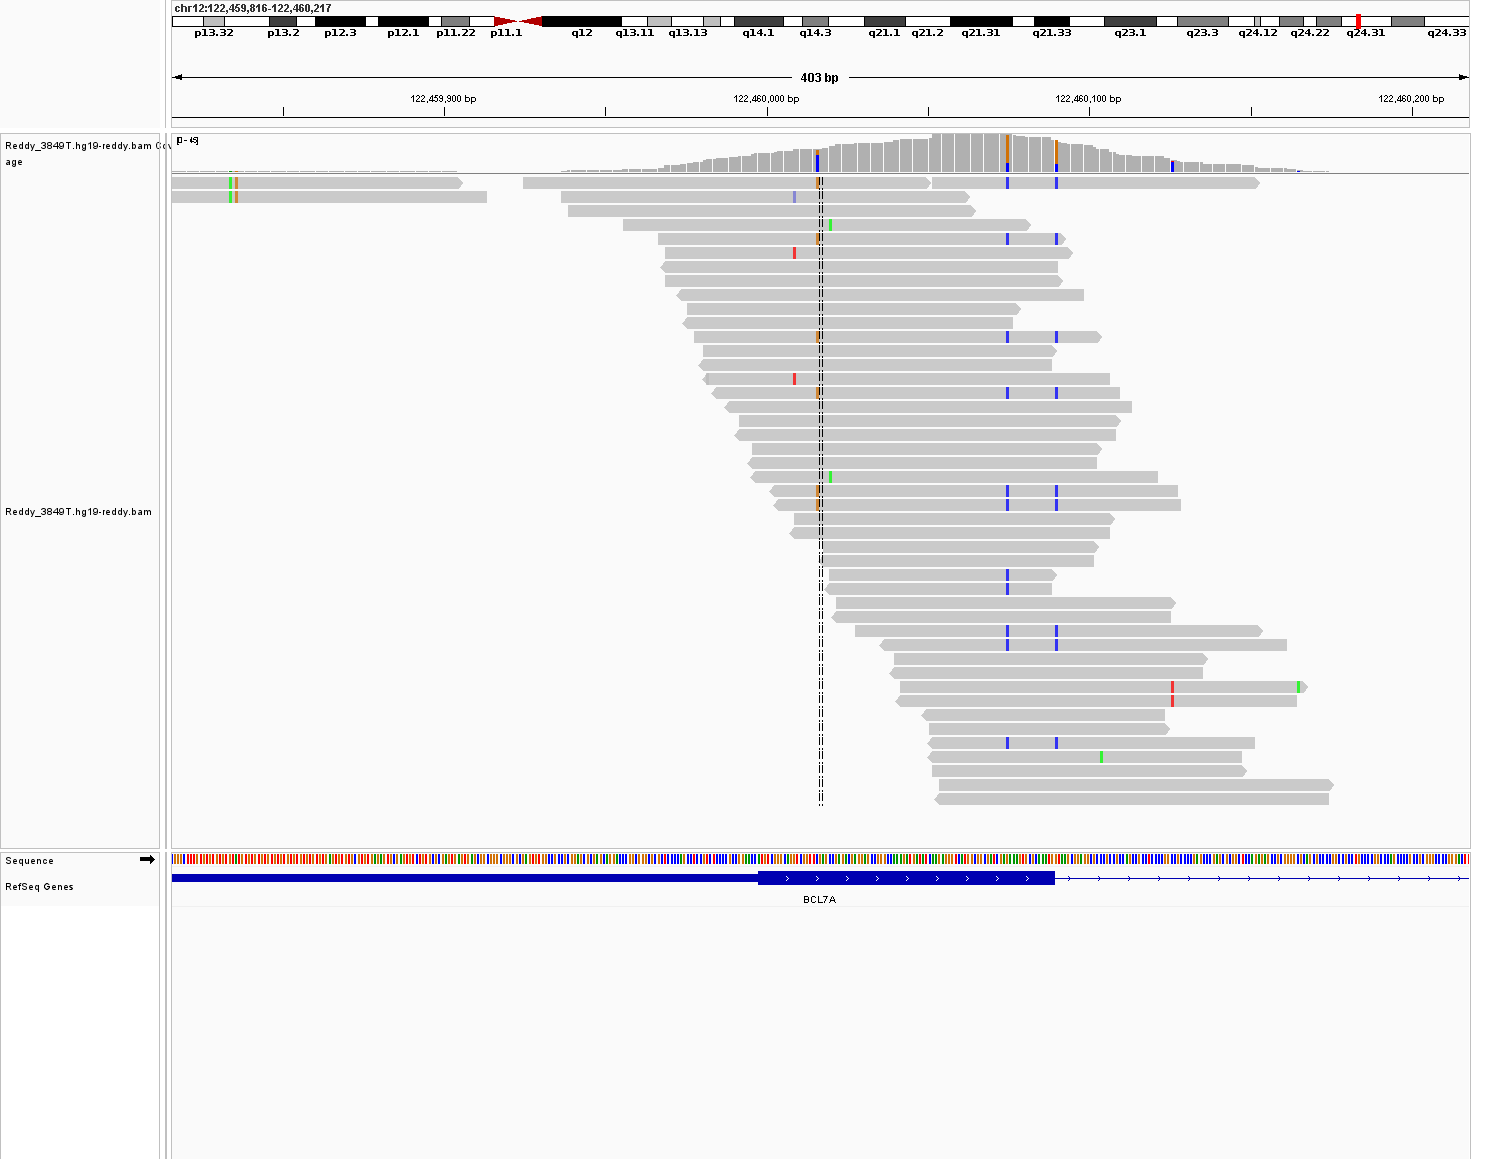 chr12:122,459,816-122,460,217
p13.32 p13.2 p12.3 p12.1 p11.22 p11.1 q12 q13.11 q13.13 q14.1 q14.3 q21.1 q21.2 q21.31 q21.33 q23.1 q23.3 q24.12 q24.22 q24.31 q24.33
403 bp
122,459,900 bp 122,460,000 bp 122,460,100 bp 122,460,200 bp
Reddy_3849T.hg19-reddy.bam Cov
age
Reddy_3849T.hg19-reddy.bam
Sequence
RefSeq Genes
BCL7A